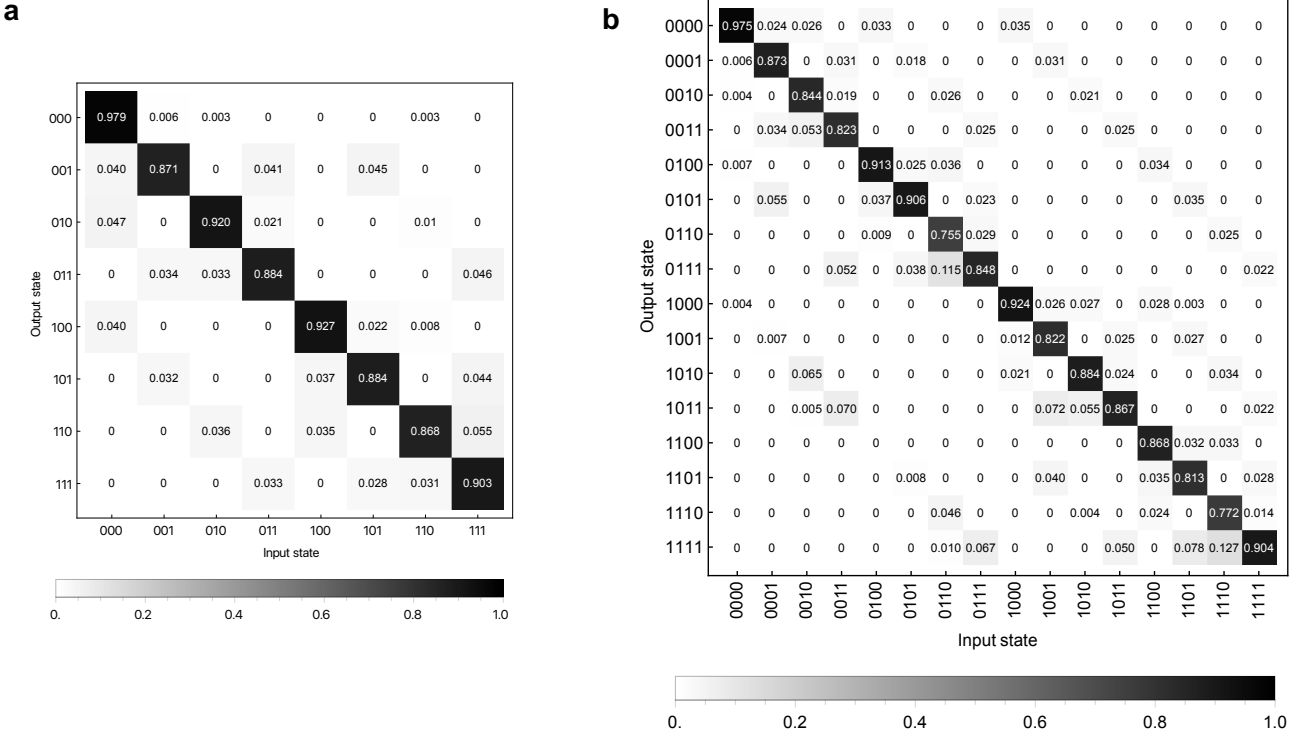 a
000 0.979 0.006 0.003 0 0 0 0.003 0
001 0.040 0.871 0 0.041 0 0.045 0 0
010 0.047 0 0.920 0.021 0 0 0.01 0
011 0 0.034 0.033 0.884 0 0 0 0.046
100 0.040 0 0 0 0.927 0.022 0.008 0
101 0 0.032 0 0 0.037 0.884 0 0.044
110 0 0 0.036 0 0.035 0 0.868 0.055
111 0 0 0 0.033 0 0.028 0.031 0.903
Output state
000 001 010 011 100 101 110 111
Input state
0. 0.2 0.4 0.6 0.8 1.0
b
0000 0.975 0.024 0.026 0 0.033 0 0 0 0.035 0 0 0 0 0 0 0
0001 0.006 0.873 0 0.031 0 0.018 0 0 0 0.031 0 0 0 0 0 0
0010 0.004 0 0.844 0.019 0 0 0.026 0 0 0 0.021 0 0 0 0 0
0011 0 0.034 0.053 0.823 0 0 0 0.025 0 0 0 0.025 0 0 0 0
0100 0.007 0 0 0 0.913 0.025 0.036 0 0 0 0 0 0.034 0 0 0
0101 0 0.055 0 0 0.037 0.906 0 0.023 0 0 0 0 0 0.035 0 0
0110 0 0 0 0 0.009 0 0.755 0.029 0 0 0 0 0 0 0.025 0
0111 0 0 0 0.052 0 0.038 0.115 0.848 0 0 0 0 0 0 0 0.022
1000 0.004 0 0 0 0 0 0 0 0.924 0.026 0.027 0 0.028 0.003 0 0
1001 0 0.007 0 0 0 0 0 0 0.012 0.822 0 0.025 0 0.027 0 0
1010 0 0 0.065 0 0 0 0 0 0.021 0 0.884 0.024 0 0 0.034 0
1011 0 0 0.005 0.070 0 0 0 0 0 0.072 0.055 0.867 0 0 0 0.022
1100 0 0 0 0 0 0 0 0 0 0 0 0 0.868 0.032 0.033 0
1101 0 0 0 0 0 0.008 0 0 0 0.040 0 0 0.035 0.813 0 0.028
1110 0 0 0 0 0 0 0.046 0 0 0 0.004 0 0.024 0 0.772 0.014
1111 0 0 0 0 0 0 0.010 0.067 0 0 0 0.050 0 0.078 0.127 0.904
Output state
0000 0001 0010 0011 0100 0101 0110 0111 1000 1001 1010 1011 1100 1101 1110 1111
Input state
0. 0.2 0.4 0.6 0.8 1.0